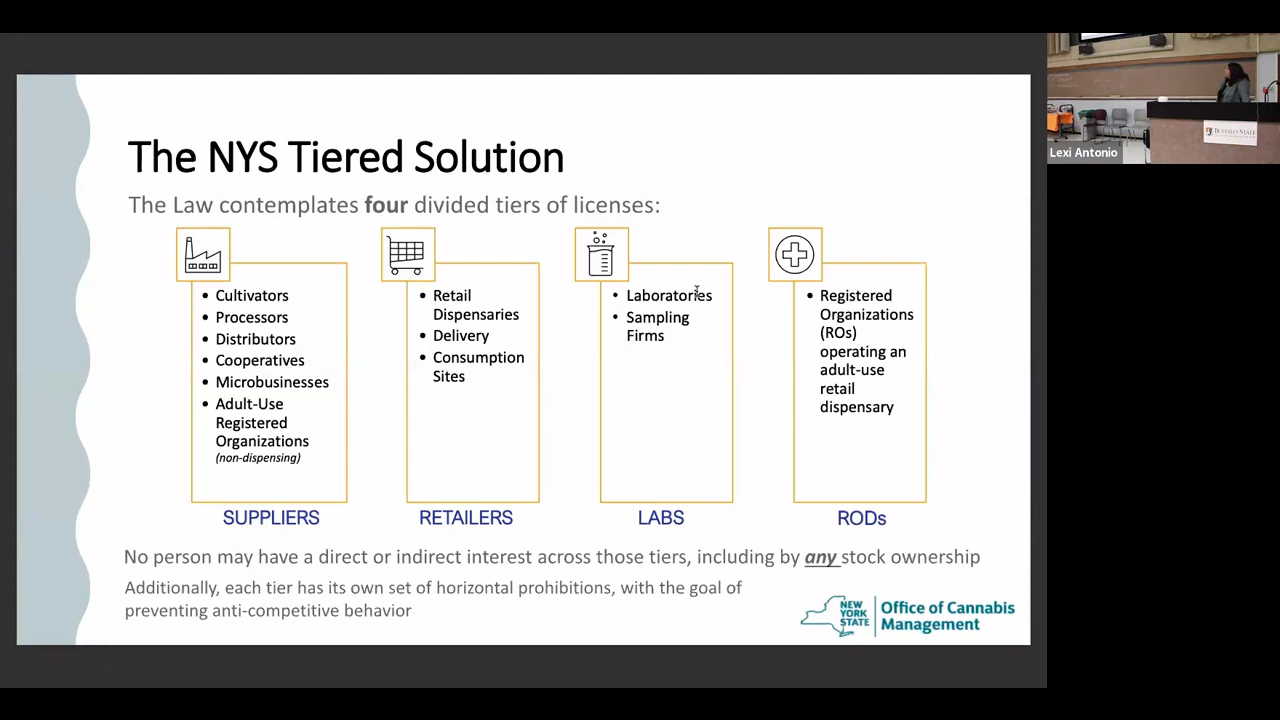 The NYS Tiered Solution
The Law contemplates four divided tiers of licenses:
• Cultivators
• Processors
• Distributors
• Cooperatives
• Microbusinesses
• Adult-Use
Registered
Organizations
(non-dispensing)
SUPPLIERS
• Retail
Dispensaries
• Delivery
• Consumption
Sites
RETAILERS
• Laboratories
• Sampling
Firms
LABS
• Registered
Organizations
(ROs)
operating an
adult-use
retail
dispensary
RODs
No person may have a direct or indirect interest across those tiers, including by any stock ownership
Additionally, each tier has its own set of horizontal prohibitions, with the goal of
preventing anti-competitive behavior
NEW
YORK
STATE
Office of Cannabis
Management
BUFFALO STATE
Lexi Antonio